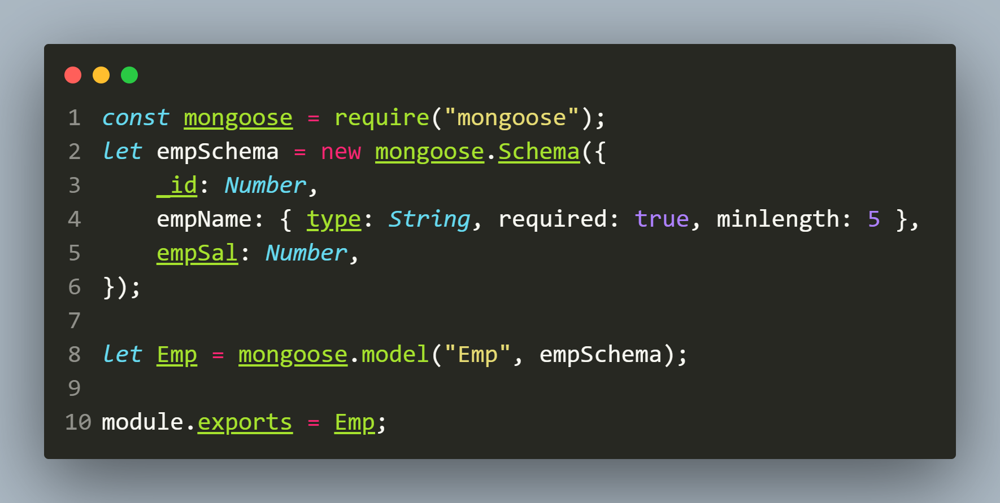 1 const mongoose = require("mongoose");
2 let empSchema = new mongoose.Schema({
3     _id: Number,
4     empName: { type: String, required: true, minlength: 5 },
5     empSal: Number,
6 });
7
8 let Emp = mongoose.model("Emp", empSchema);
9
10 module.exports = Emp;